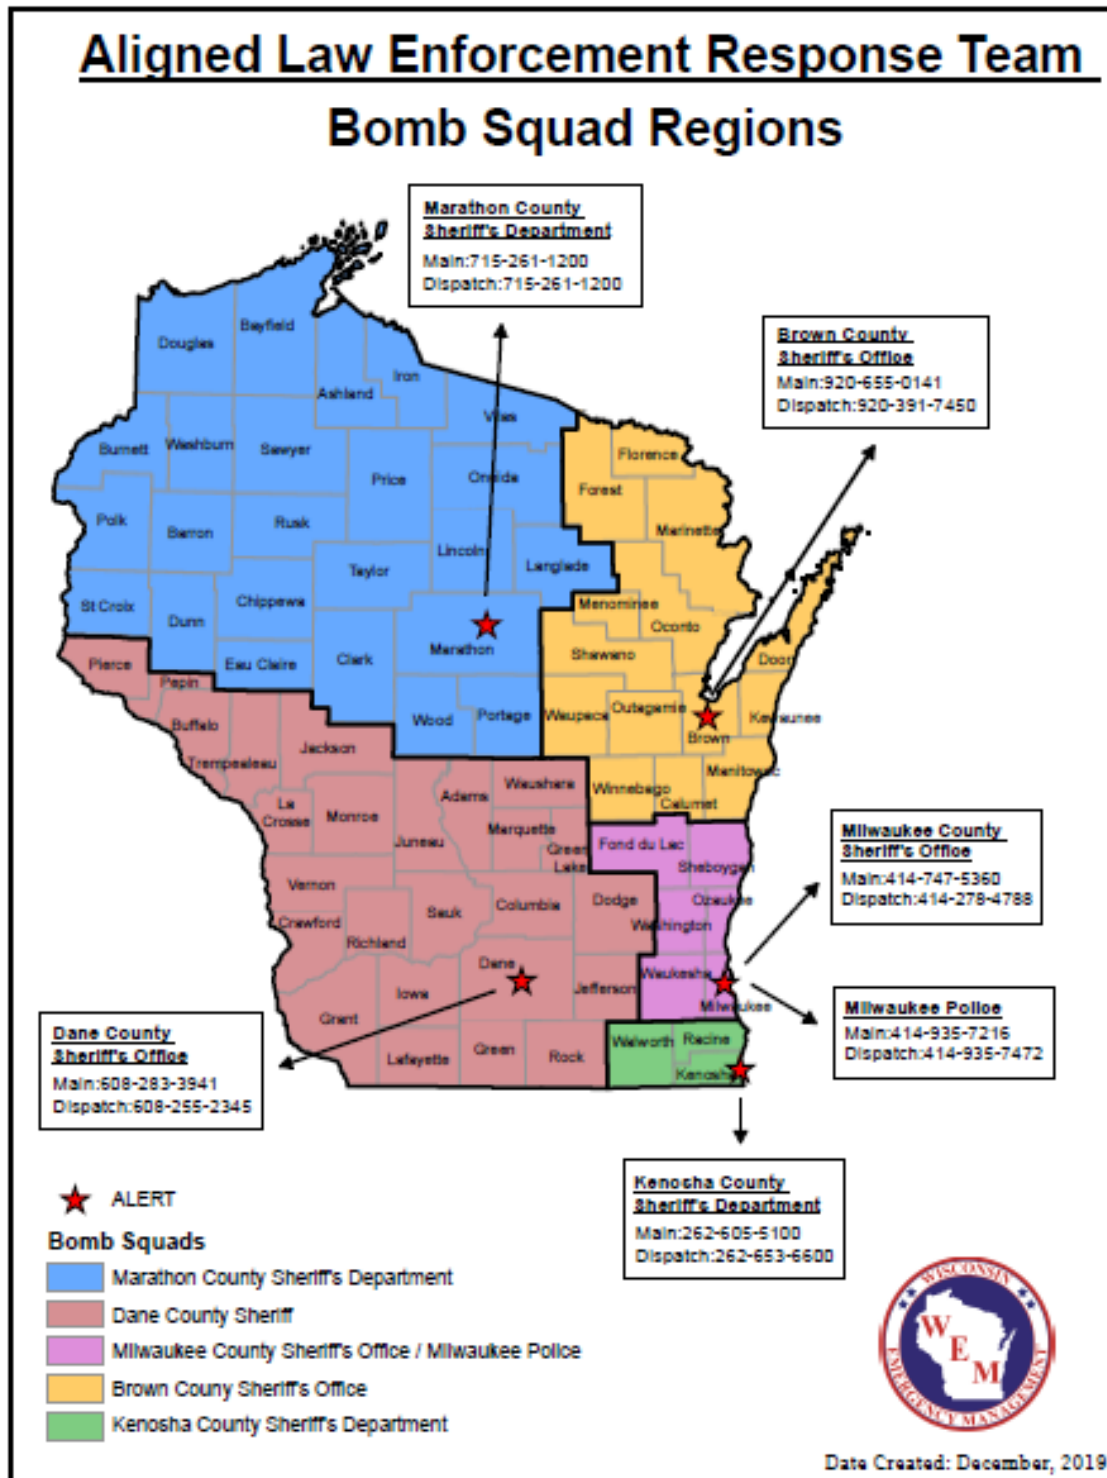 Aligned Law Enforcement Response Team
Bomb Squad Regions
Marathon County
Sheriff's Department
Main:715-261-1200
Dispatch:715-261-1200
Brown County
Sheriff's Office
Main:920-655-0141
Dispatch:920-391-7450
Douglas
Bayfield
Ashland
Iron
Vilas
Burnett
Washburn
Sawyer
Price
Oneida
Florence
Forest
Marinette
Polk
Barron
Rusk
Lincoln
Langlade
Taylor
St Croix
Dunn
Chippewa
Eau Claire
Clark
Marathon
Menominee
Oconto
Shawano
Door
Pierce
Pepin
Buffalo
Trempealeau
Jackson
Wood
Portage
Waupaca
Outagamie
Brown
Kewaunee
Manitowoc
Winnebago
Calumet
La
Crosse
Monroe
Juneau
Adams
Waushara
Marquette
Green
Lake
Fond du Lac
Sheboygan
Vernon
Crawford
Richland
Sauk
Columbia
Dodge
Washington
Ozaukee
Milwaukee County
Sheriff's Office
Main:414-747-5360
Dispatch:414-278-4788
Grant
Iowa
Dane
Jefferson
Waukesha
Milwaukee
Lafayette
Green
Rock
Walworth
Racine
Kenosha
Milwaukee Police
Main:414-935-7216
Dispatch:414-935-7472
Dane County
Sheriff's Office
Main:608-283-3941
Dispatch:608-255-2345
Kenosha County
Sheriff's Department
Main:262-605-5100
Dispatch:262-653-6600
ALERT
Bomb Squads
Marathon County Sheriff's Department
Dane County Sheriff
Milwaukee County Sheriff's Office / Milwaukee Police
Brown Couny Sheriff's Office
Kenosha County Sheriff's Department
WISCONSIN
WEM
EMERGENCY MANAGEMENT
Date Created: December, 2019